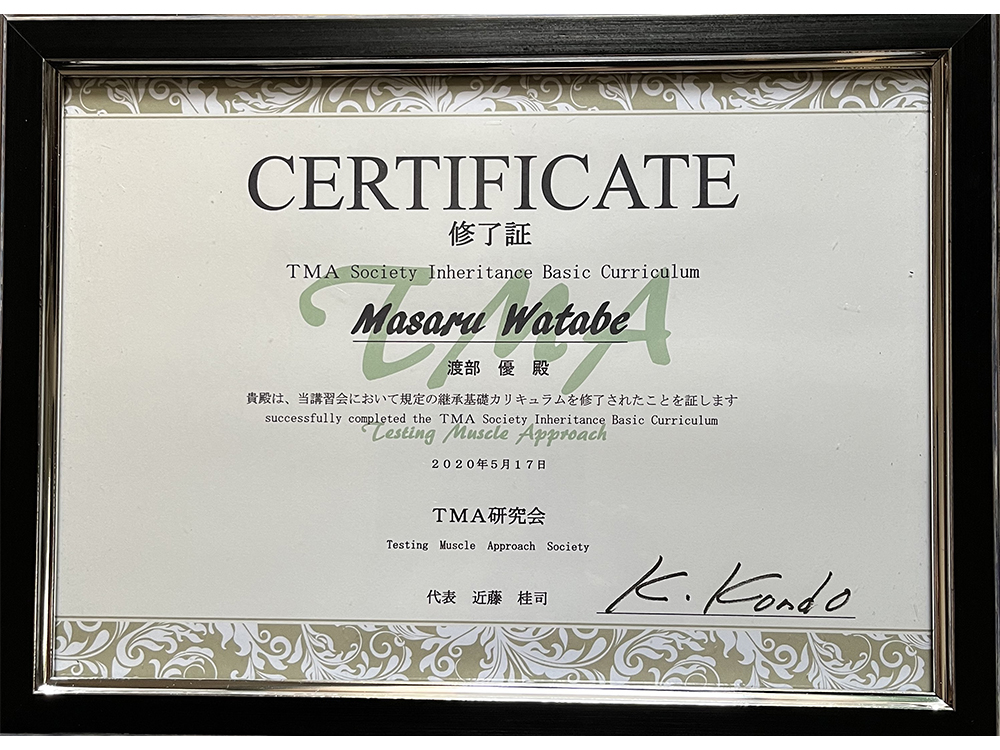 CERTIFICATE
修了証
TMA Society Inheritance Basic Curriculum
TMA
Masaru Watabe
渡部 優 殿
貴殿は、当講習会において規定の継承基礎カリキュラムを修了されたことを証します
successfully completed the TMA Society Inheritance Basic Curriculum
Testing Muscle Approach
2020年5月17日
TMA研究会
Testing Muscle Approach Society
代表 近藤 桂司 K. Kondo